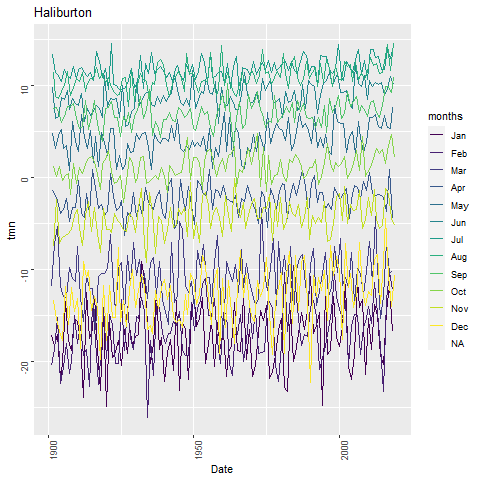 Haliburton
10
0
-10
-20
tmn
1900
1950
2000
Date
months
Jan
Feb
Mar
Apr
May
Jun
Jul
Aug
Sep
Oct
Nov
Dec
NA